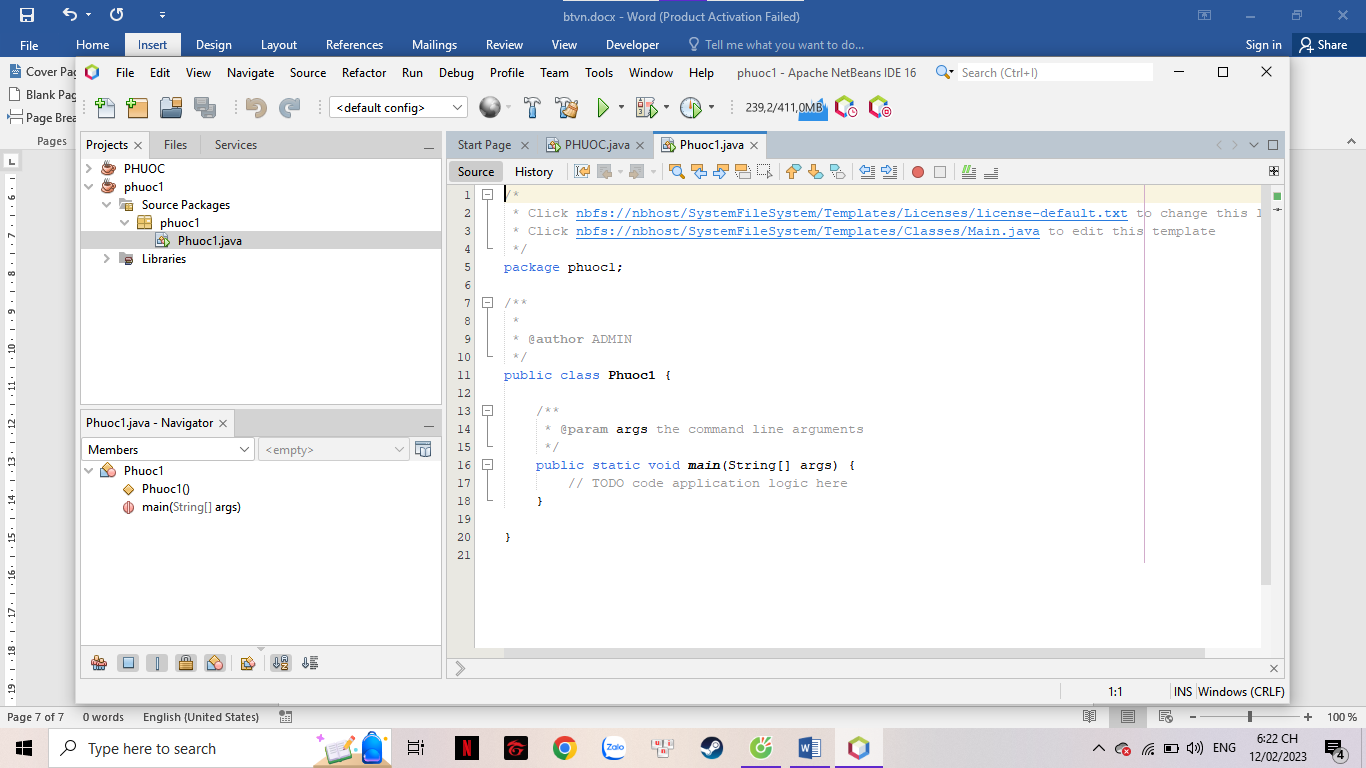 btvn.docx - Word (Product Activation Failed)
File Home Insert Design Layout References Mailings Review View Developer Tell me what you want to do... Sign in Share
Cover Pag
Blank Pag
Page Brea
Pages
File Edit View Navigate Source Refactor Run Debug Profile Team Tools Window Help phuoc1 - Apache NetBeans IDE 16 Search (Ctrl+I)
<default config> 239,2/411,0MB
Projects Files Services
PHUOC
phuoc1
Source Packages
phuoc1
Phuoc1.java
Libraries
Phuoc1.java - Navigator
Members <empty>
Phuoc1
Phuoc1()
main(String[] args)
Start Page PHUOC.java Phuoc1.java
Source History
1 /*
2 * Click nbfs://nbhost/SystemFileSystem/Templates/Licenses/license-default.txt to change this l
3 * Click nbfs://nbhost/SystemFileSystem/Templates/Classes/Main.java to edit this template
4 */
5 package phuoc1;
6
7 /**
8 *
9 * @author ADMIN
10 */
11 public class Phuoc1 {
12
13 /**
14 * @param args the command line arguments
15 */
16 public static void main(String[] args) {
17 // TODO code application logic here
18 }
19
20 }
21
1:1 INS Windows (CRLF)
Page 7 of 7 0 words English (United States) 100 %
Type here to search
Zalo
ENG
6:22 CH
12/02/2023
4